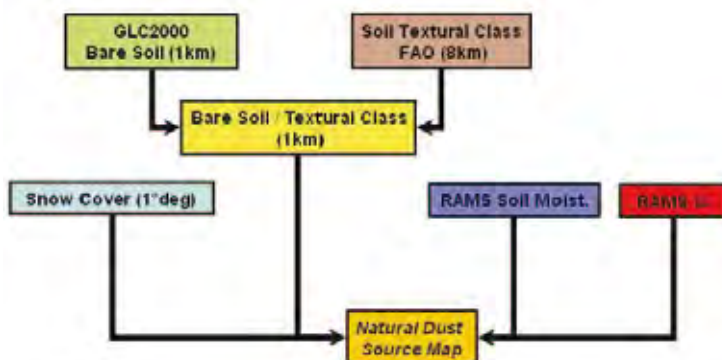 GLC2000
Bare Soil (1km)
Soil Textural Class
FAO (8km)
Bare Soil / Textural Class
(1km)
Snow Cover (1°deg)
RAMS Soil Moist.
RAMS
Natural Dust
Source Map